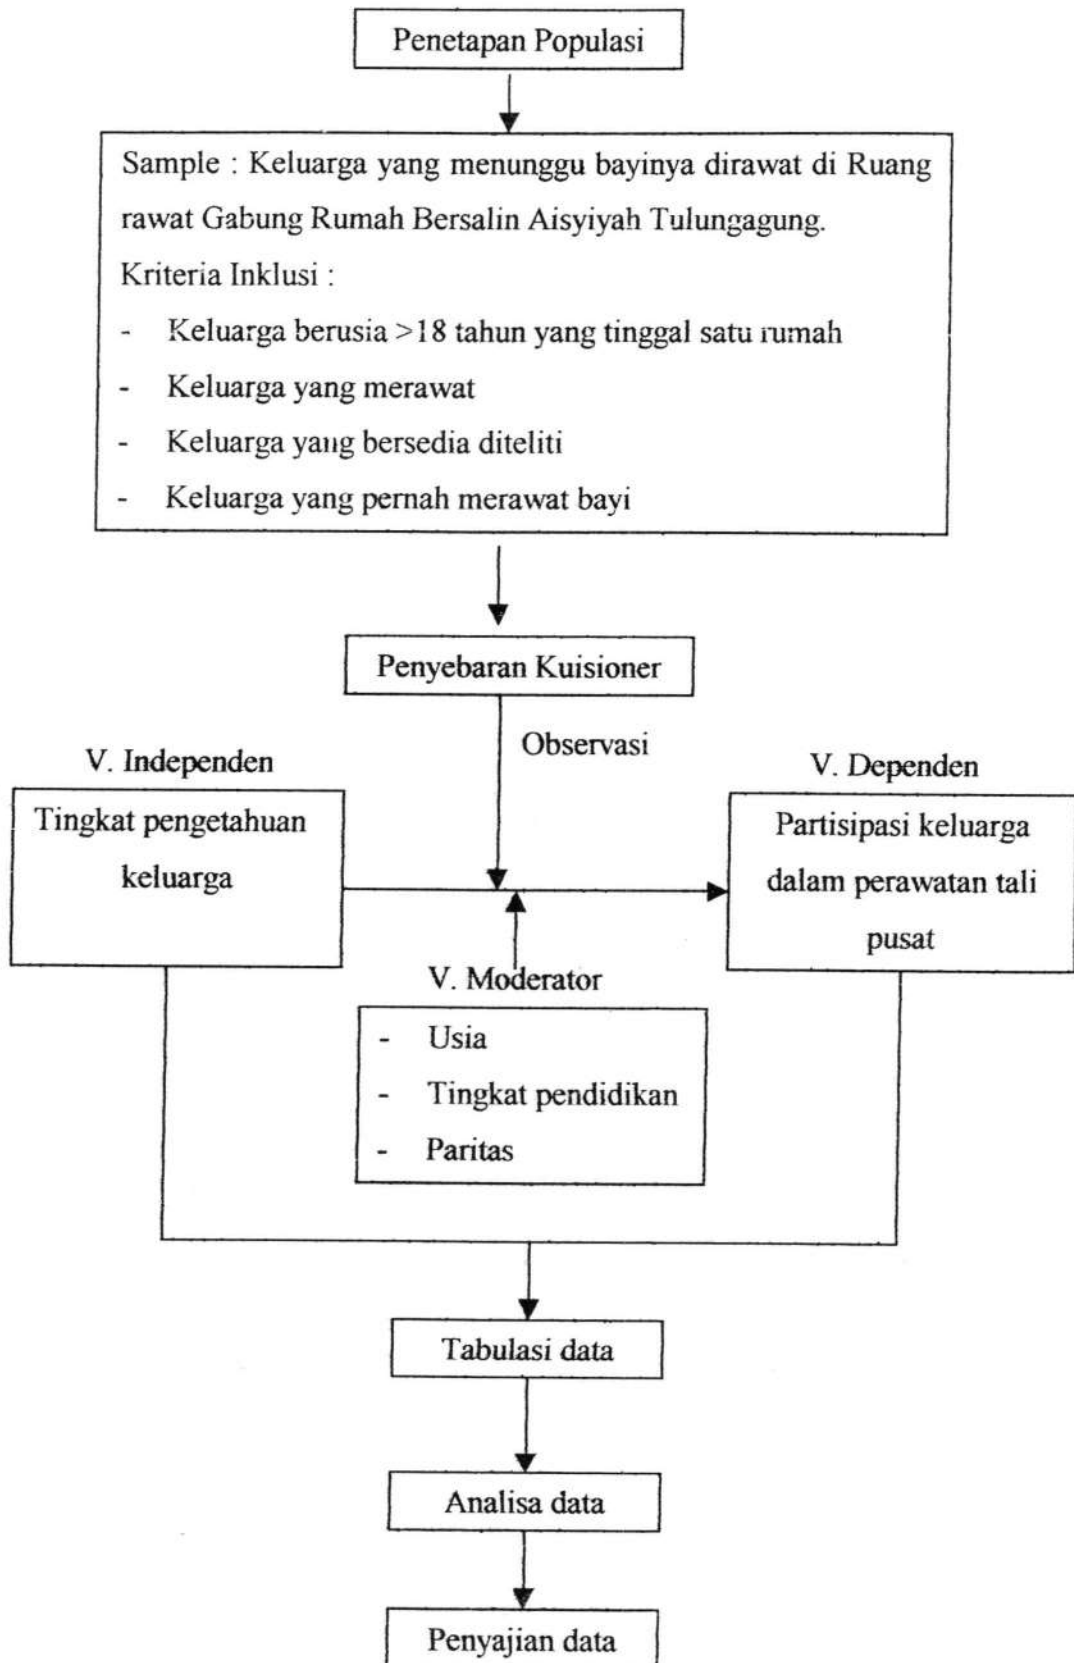 Penetapan Populasi
Sample : Keluarga yang menunggu bayinya dirawat di Ruang
rawat Gabung Rumah Bersalin Aisyiyah Tulungagung.
Kriteria Inklusi :
- Keluarga berusia >18 tahun yang tinggal satu rumah
- Keluarga yang merawat
- Keluarga yang bersedia diteliti
- Keluarga yang pernah merawat bayi
Penyebaran Kuisioner
Observasi
V. Independen
Tingkat pengetahuan
keluarga
V. Dependen
Partisipasi keluarga
dalam perawatan tali
pusat
V. Moderator
- Usia
- Tingkat pendidikan
- Paritas
Tabulasi data
Analisa data
Penyajian data